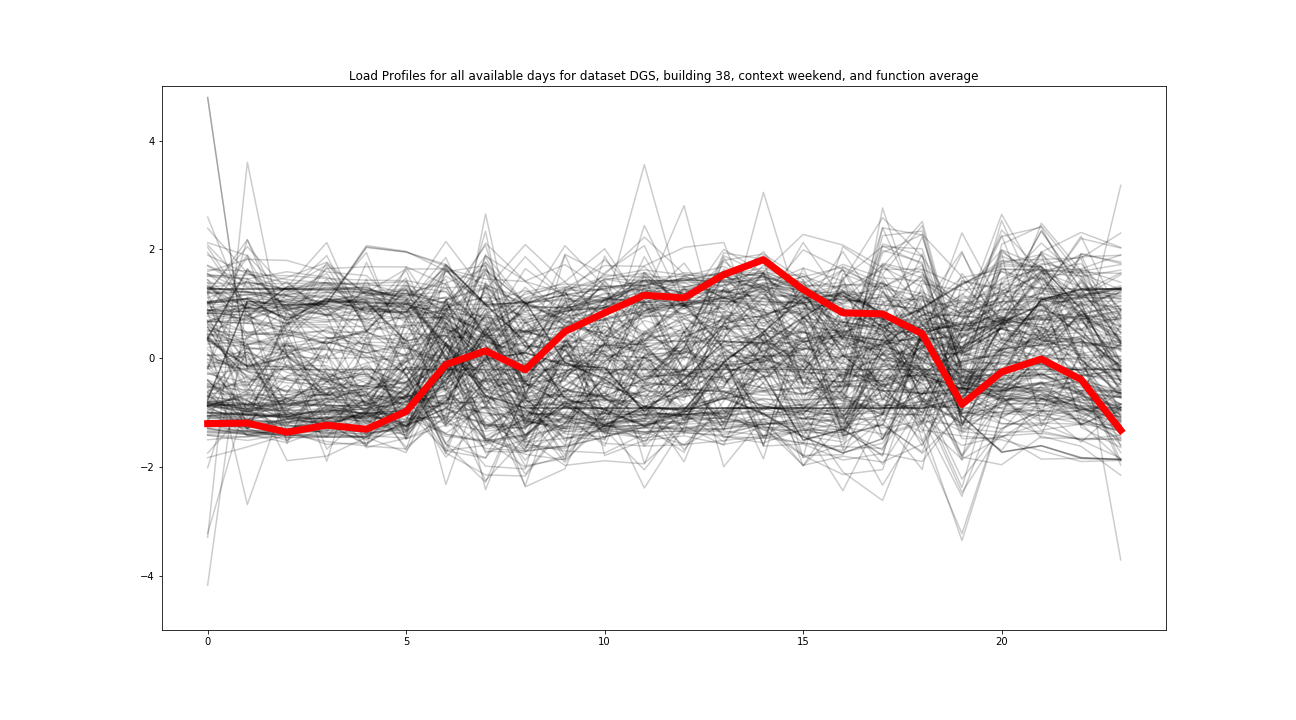 Load Profiles for all available days for dataset DGS, building 38, context weekend, and function average
4
2
0
−2
−4
0 5 10 15 20